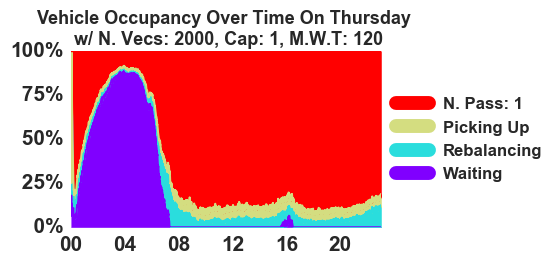 Vehicle Occupancy Over Time On Thursday
w/ N. Vecs: 2000, Cap: 1, M.W.T: 120
100%
75%
50%
25%
0%
00 04 08 12 16 20
N. Pass: 1
Picking Up
Rebalancing
Waiting